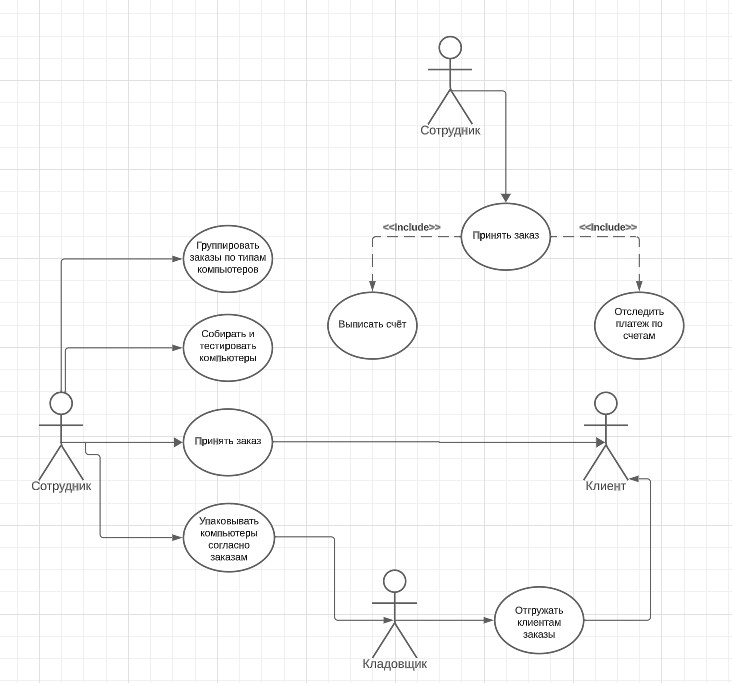 Сотрудник
<<Include>>
Принять заказ
<<Include>>
Группировать
заказы по типам
компьютеров
Выписать счёт
Отследить
платеж по
счетам
Собирать и
тестировать
компьютеры
Сотрудник
Принять заказ
Клиент
Упаковывать
компьютеры
согласно
заказам
Кладовщик
Отгружать
клиентам
заказы